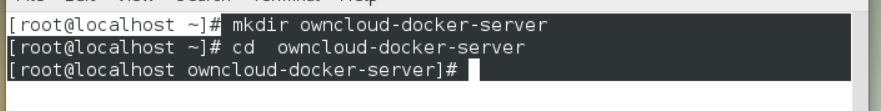 [root@localhost ~]# mkdir owncloud-docker-server
[root@localhost ~]# cd  owncloud-docker-server
[root@localhost owncloud-docker-server]#